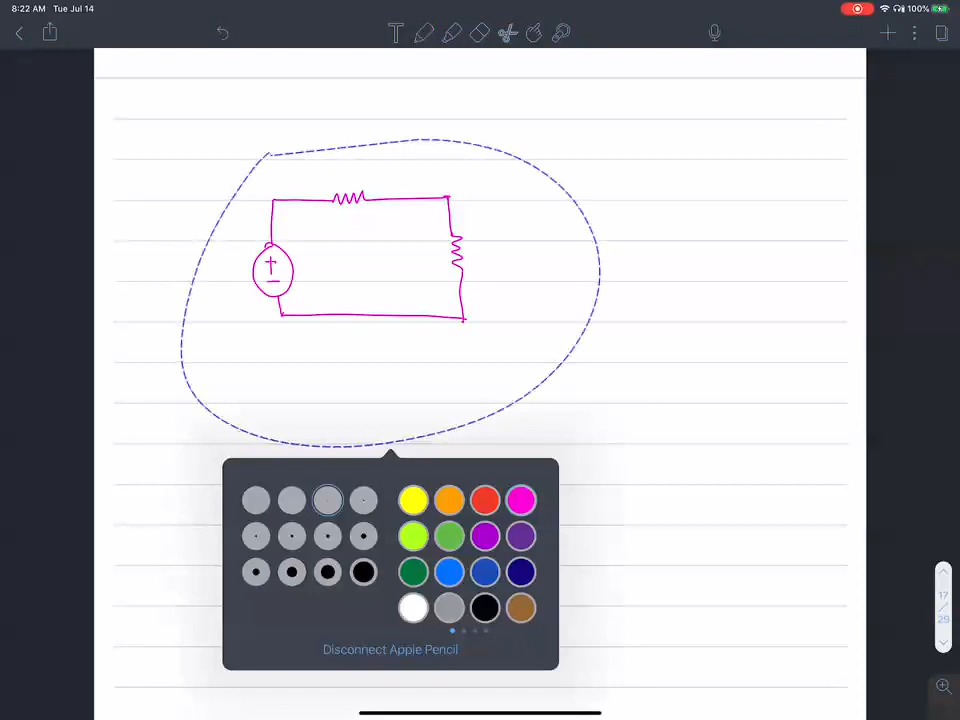 8:22 AM Tue Jul 14
100%
T
+
−
17
/
29
Disconnect Apple Pencil